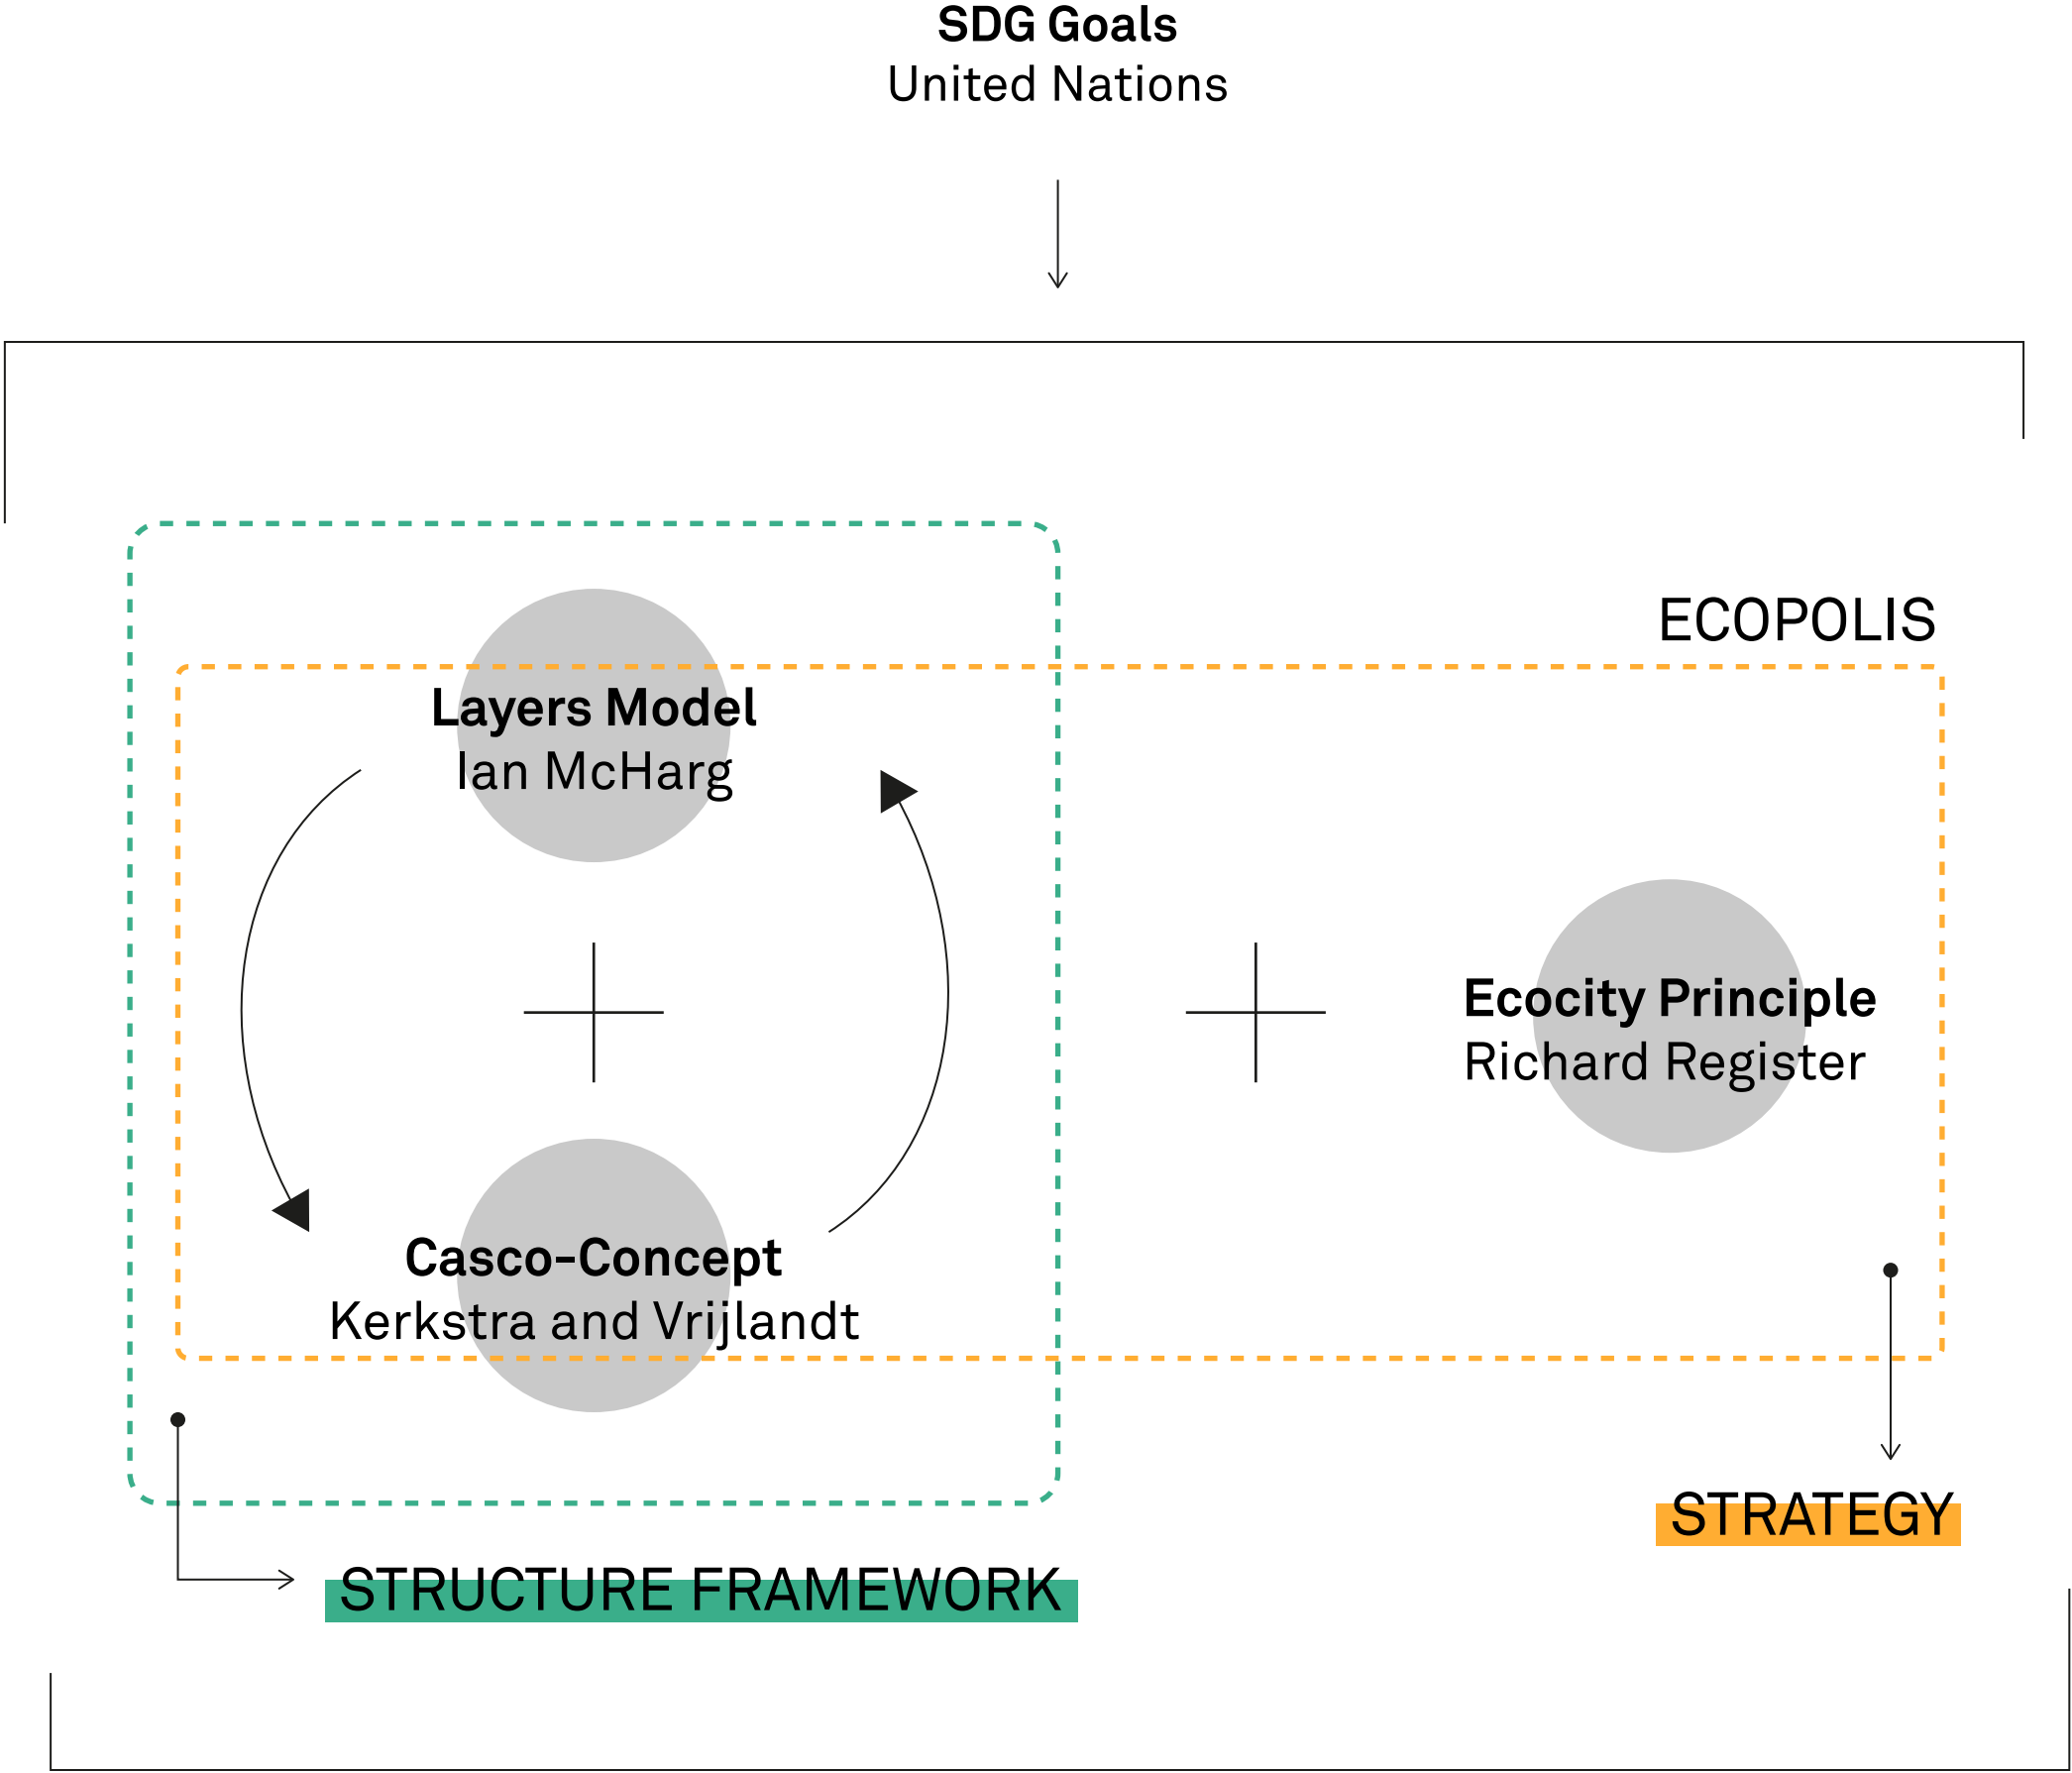 SDG Goals
United Nations
ECOPOLIS
Layers Model
Ian McHarg
Ecocity Principle
Richard Register
Casco-Concept
Kerkstra and Vrijlandt
STRATEGY
STRUCTURE FRAMEWORK